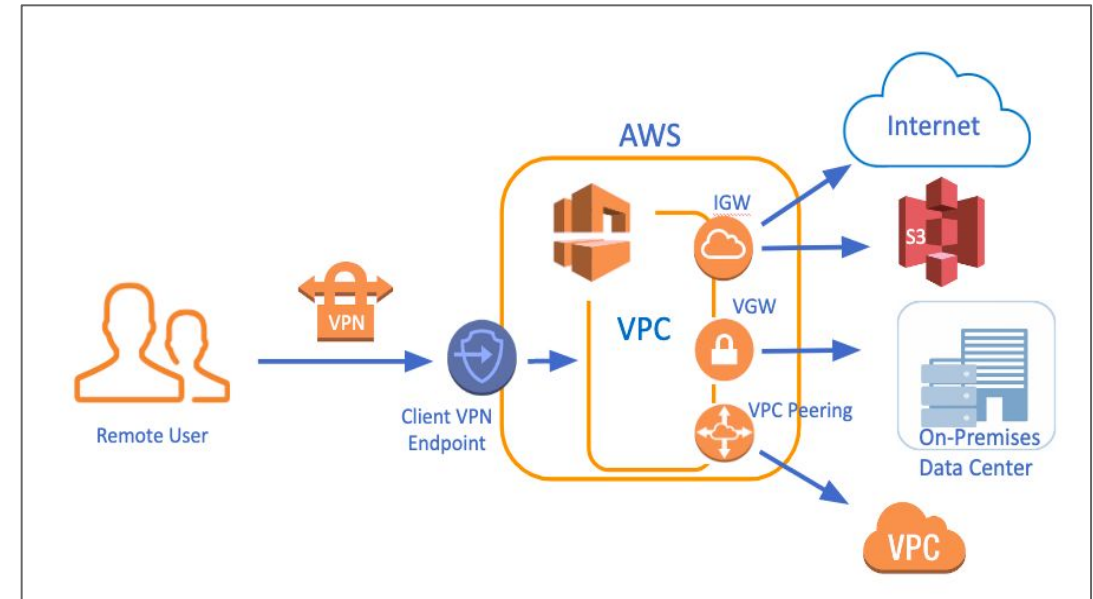 AWS
Internet
IGW
S3
VPN
VGW
VPC
Client VPN
Endpoint
VPC Peering
Remote User
On-Premises
Data Center
VPC